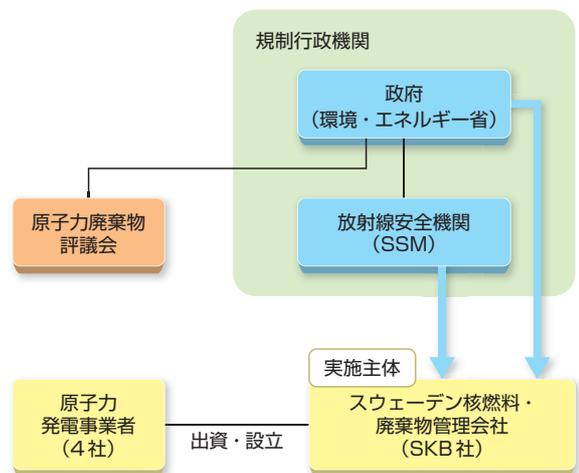 規制行政機関
政府
（環境・エネルギー省）
原子力廃棄物
評議会
放射線安全機関
（SSM）
実施主体
原子力
発電事業者
（4社）
出資・設立
スウェーデン核燃料・
廃棄物管理会社
（SKB社）